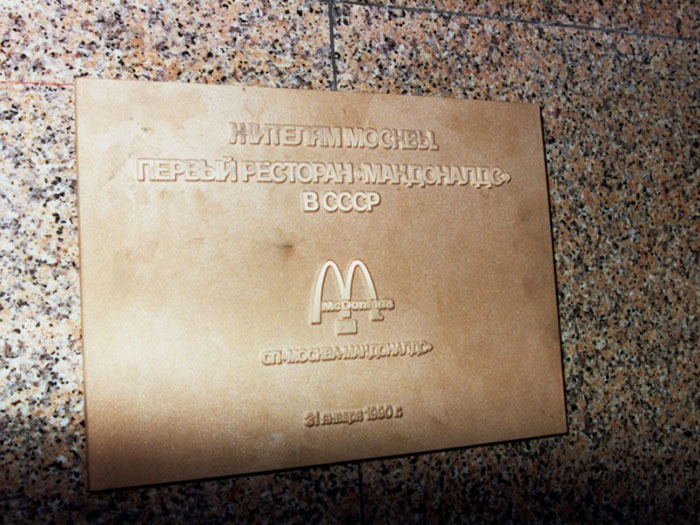 ЖИТЕЛЯМ МОСКВЫ.
ПЕРВЫЙ РЕСТОРАН «МАКДОНАЛДС»
В СССР
McDonald's
СП «МОСКВА-МАКДОНАЛДС»
31 января 1990 г.